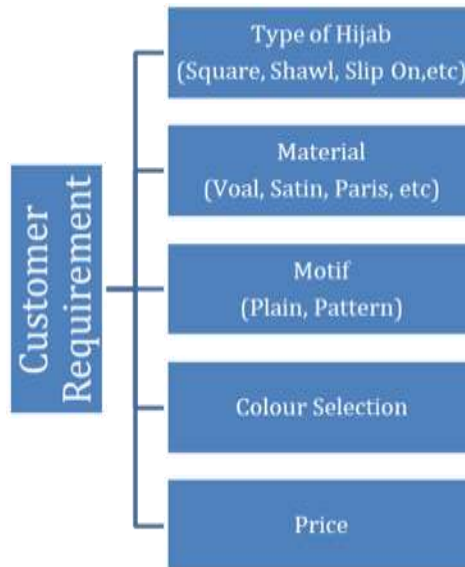 Customer
Requirement
Type of Hijab
(Square, Shawl, Slip On,etc)
Material
(Voal, Satin, Paris, etc)
Motif
(Plain, Pattern)
Colour Selection
Price